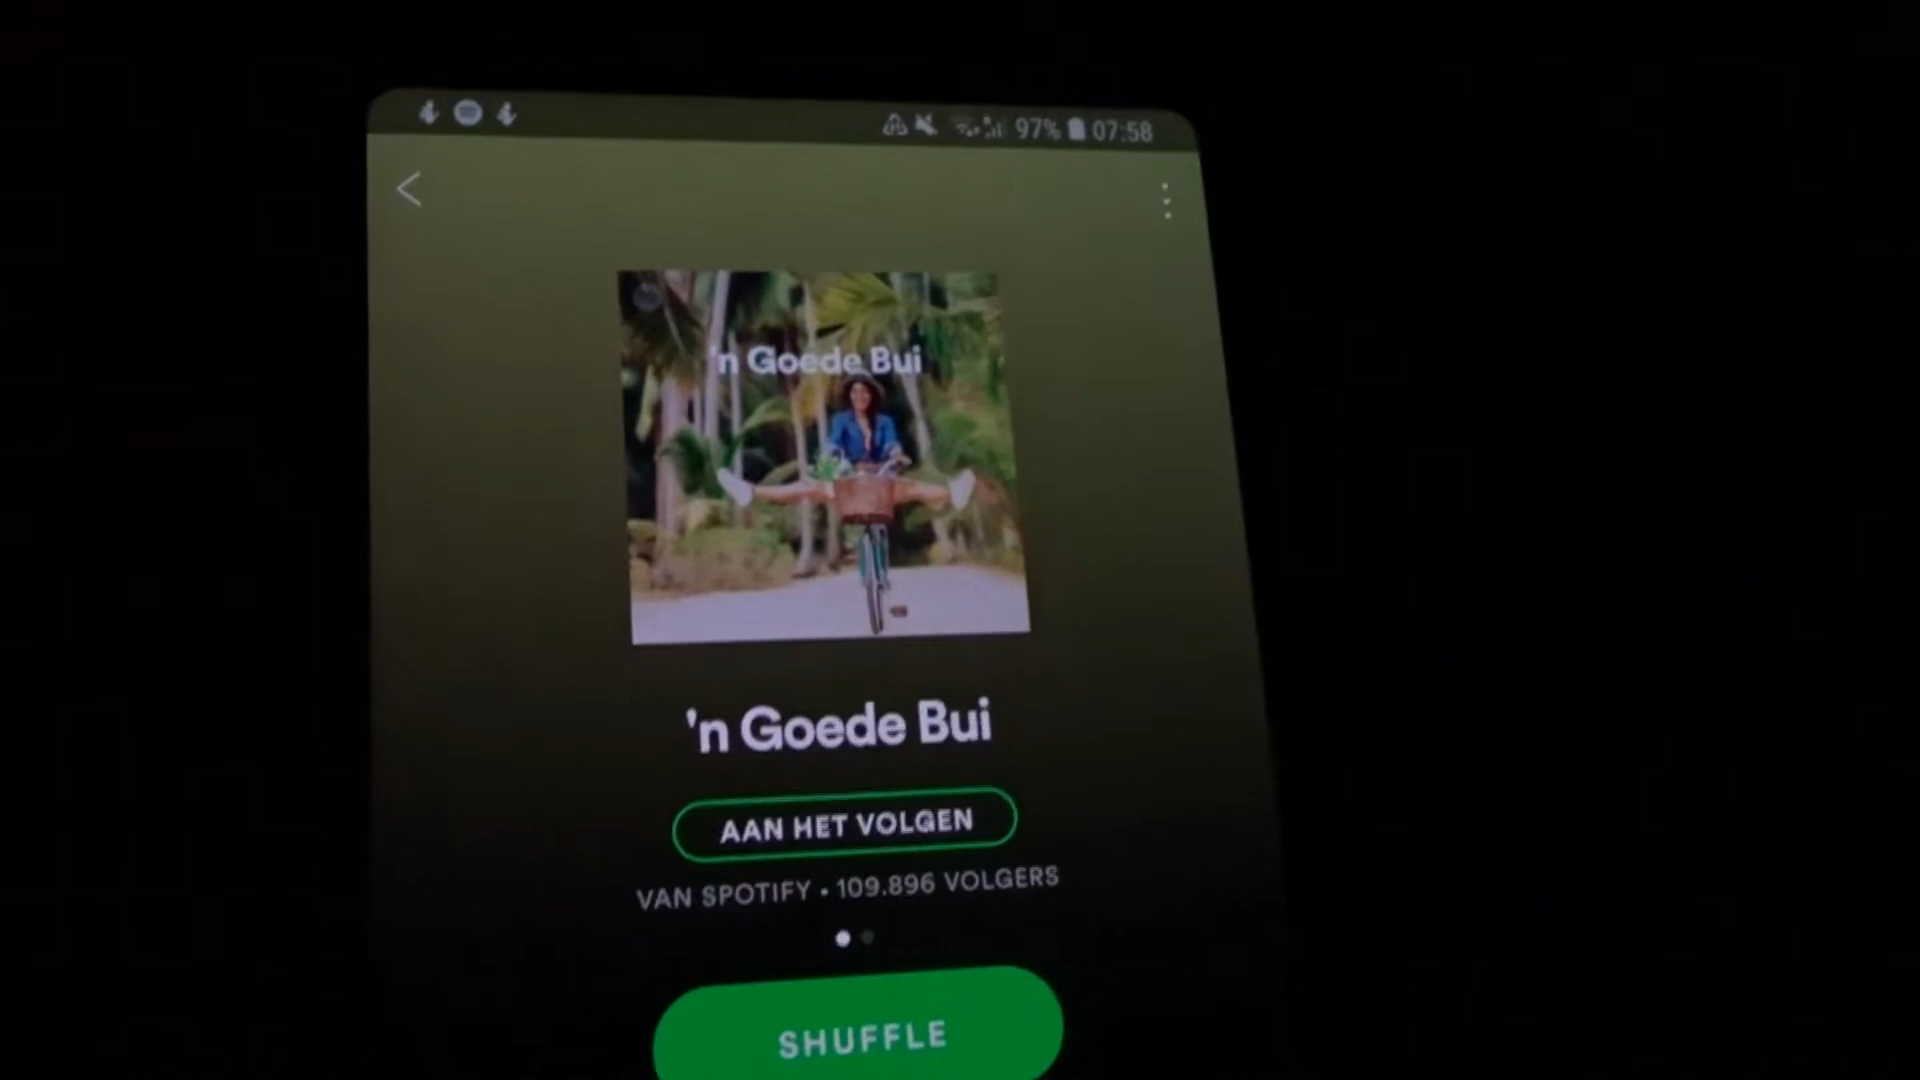 97% 07:58
'n Goede Bui
'n Goede Bui
AAN HET VOLGEN
VAN SPOTIFY • 109.896 VOLGERS
SHUFFLE